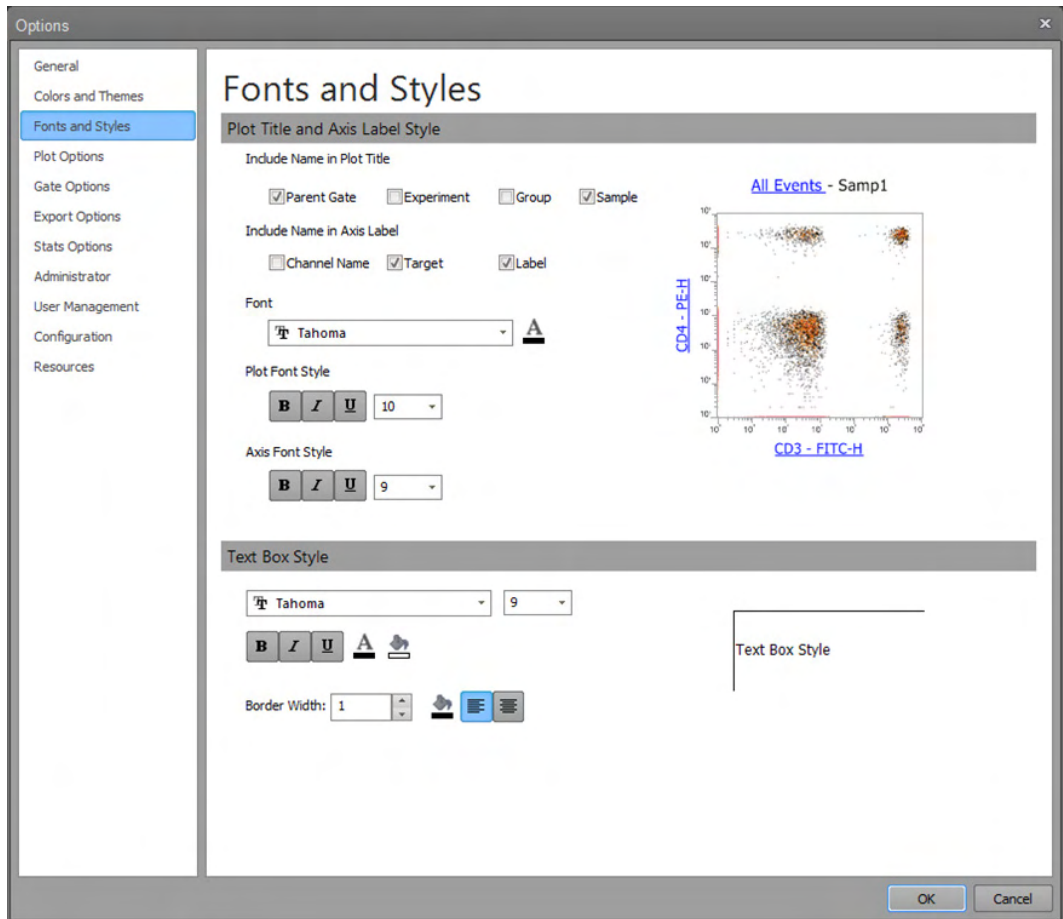 Options
General
Colors and Themes
Fonts and Styles
Plot Options
Gate Options
Export Options
Stats Options
Administrator
User Management
Configuration
Resources
Fonts and Styles
Plot Title and Axis Label Style
Include Name in Plot Title
Parent Gate Experiment Group Sample
Include Name in Axis Label
Channel Name Target Label
Font
Tahoma A
Plot Font Style
B I U 10
Axis Font Style
B I U 9
All Events - Samp1
CD4 - PE-H
CD3 - FITC-H
Text Box Style
Tahoma 9
B I U A
Border Width: 1
Text Box Style
OK Cancel